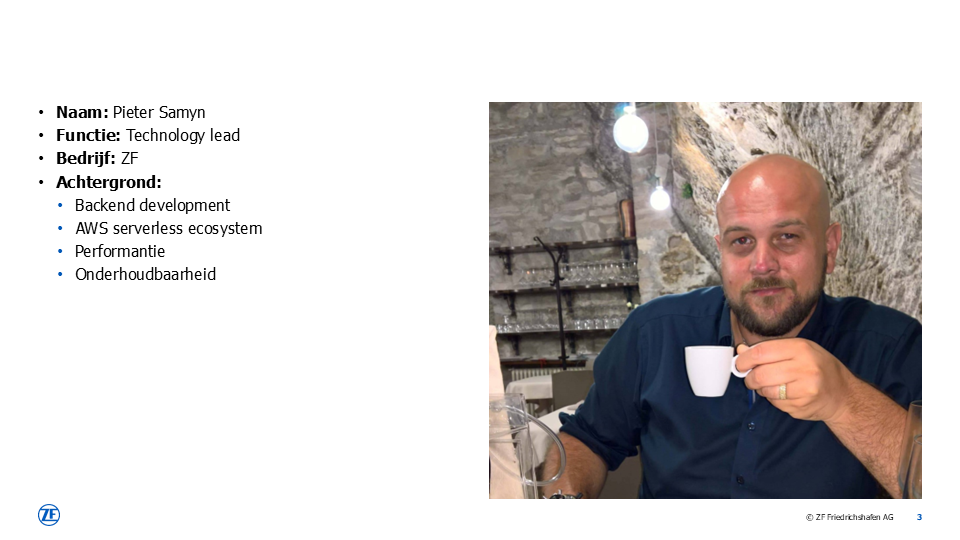 • Naam: Pieter Samyn
• Functie: Technology lead
• Bedrijf: ZF
• Achtergrond:
• Backend development
• AWS serverless ecosystem
• Performantie
• Onderhoudbaarheid
ZF
© ZF Friedrichshafen AG 3